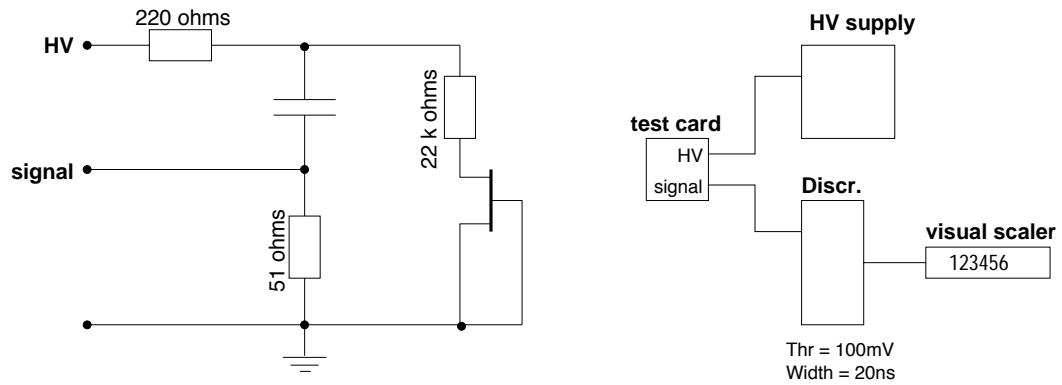 220 ohms
HV
22 k ohms
signal
51 ohms
HV supply
test card
HV
signal
Discr.
visual scaler
123456
Thr = 100mV
Width = 20ns